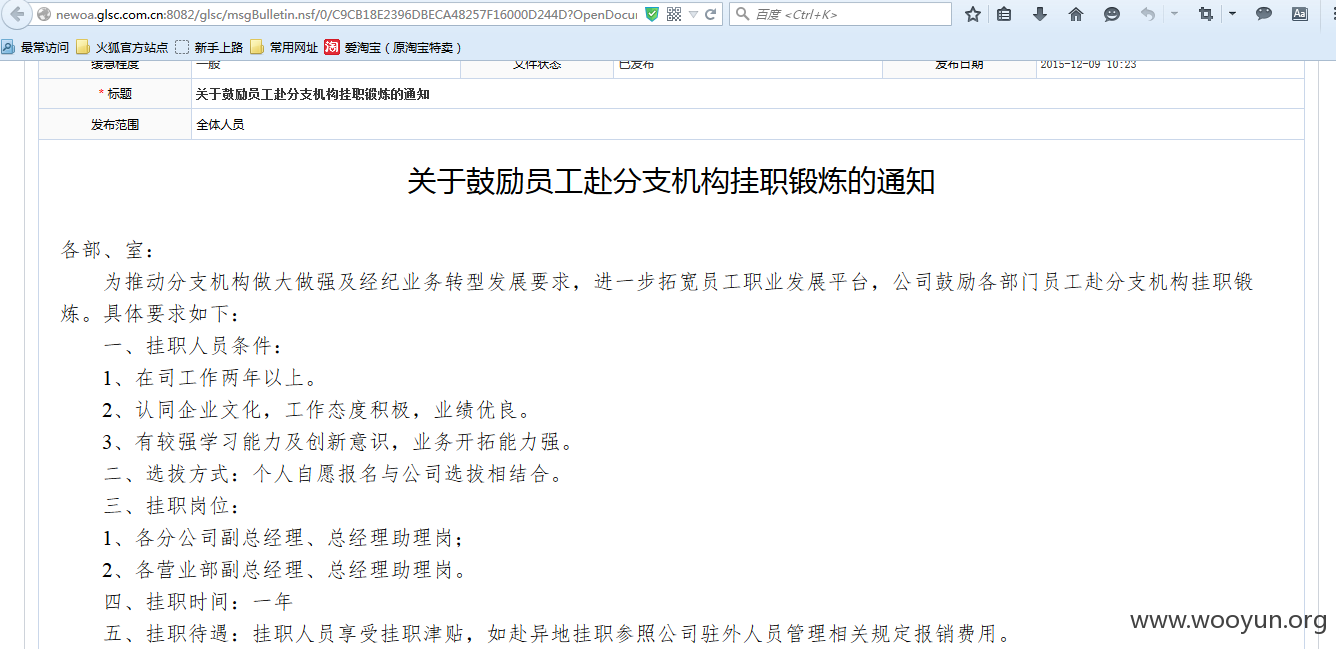 newoa.glsc.com.cn:8082/glsc/msgBulletin.nsf/0/C9CB18E2396DBECA48257F16000D244D?OpenDocu
百度 <Ctrl+K>
最常访问 火狐官方站点 新手上路 常用网址 淘 爱淘宝（原淘宝特卖）
缓急程度 一般 文件状态 已发布 发布日期 2015-12-09 10:23
* 标题 关于鼓励员工赴分支机构挂职锻炼的通知
发布范围 全体人员
关于鼓励员工赴分支机构挂职锻炼的通知
各部、室：
为推动分支机构做大做强及经纪业务转型发展要求，进一步拓宽员工职业发展平台，公司鼓励各部门员工赴分支机构挂职锻
炼。具体要求如下：
一、挂职人员条件：
1、在司工作两年以上。
2、认同企业文化，工作态度积极，业绩优良。
3、有较强学习能力及创新意识，业务开拓能力强。
二、选拔方式：个人自愿报名与公司选拔相结合。
三、挂职岗位：
1、各分公司副总经理、总经理助理岗；
2、各营业部副总经理、总经理助理岗。
四、挂职时间：一年
五、挂职待遇：挂职人员享受挂职津贴，如赴异地挂职参照公司驻外人员管理相关规定报销费用。
www.wooyun.org